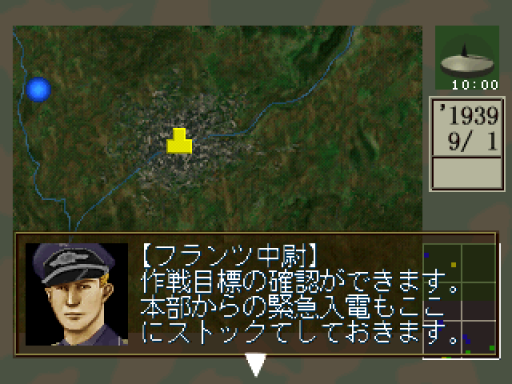 10:00
'1939
9/ 1
【フランツ中尉】
作戦目標の確認ができます。
本部からの緊急入電もここ
にストックてしておきます。